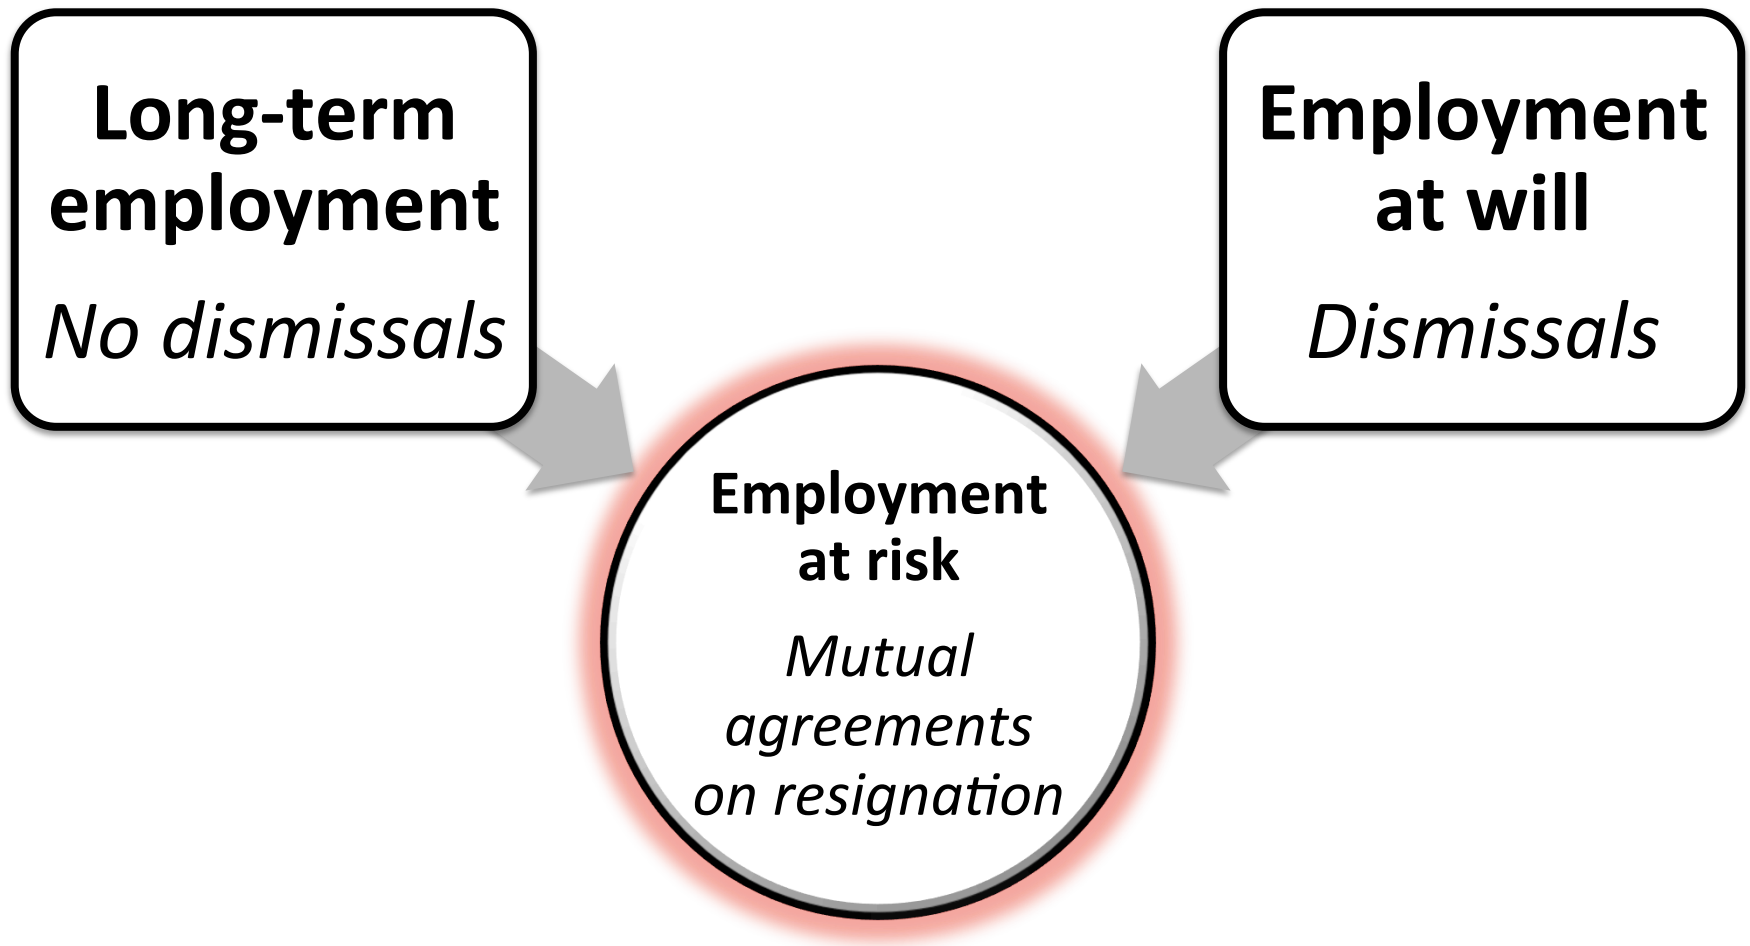 Long-term
employment
No dismissals
Employment
at will
Dismissals
Employment
at risk
Mutual
agreements
on resignation